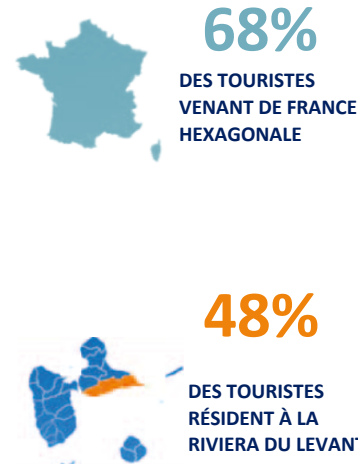 68%
DES TOURISTES
VENANT DE FRANCE
HEXAGONALE
48%
DES TOURISTES
RÉSIDENT À LA
RIVIERA DU LEVANT